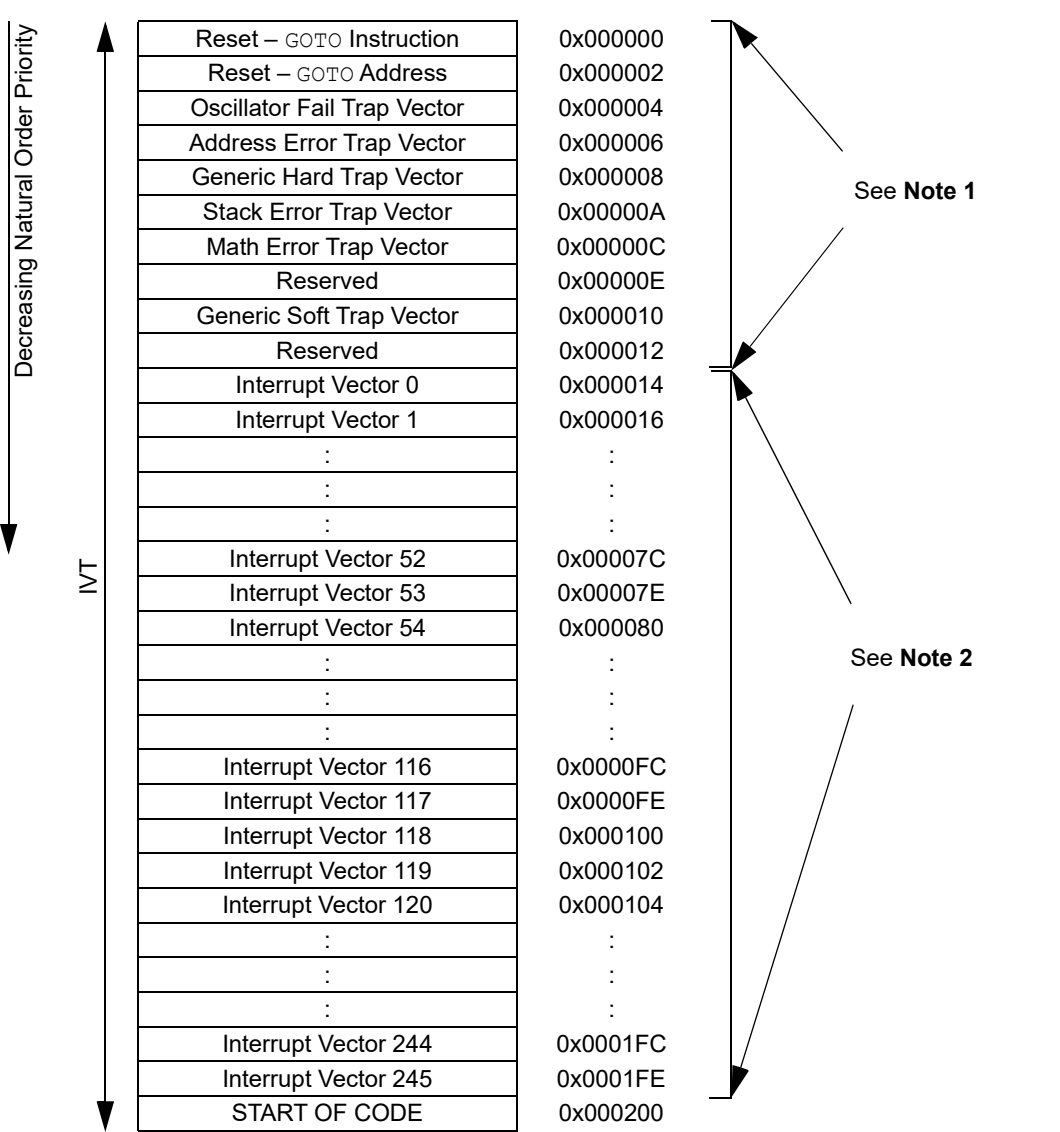 Decreasing Natural Order Priority
IVT
Reset – GOTO Instruction 0x000000
Reset – GOTO Address 0x000002
Oscillator Fail Trap Vector 0x000004
Address Error Trap Vector 0x000006
Generic Hard Trap Vector 0x000008
Stack Error Trap Vector 0x00000A
Math Error Trap Vector 0x00000C
Reserved 0x00000E
Generic Soft Trap Vector 0x000010
Reserved 0x000012
See Note 1
Interrupt Vector 0 0x000014
Interrupt Vector 1 0x000016
: :
: :
: :
Interrupt Vector 52 0x00007C
Interrupt Vector 53 0x00007E
Interrupt Vector 54 0x000080
: :
: :
: :
Interrupt Vector 116 0x0000FC
Interrupt Vector 117 0x0000FE
Interrupt Vector 118 0x000100
Interrupt Vector 119 0x000102
Interrupt Vector 120 0x000104
: :
: :
: :
Interrupt Vector 244 0x0001FC
Interrupt Vector 245 0x0001FE
See Note 2
START OF CODE 0x000200